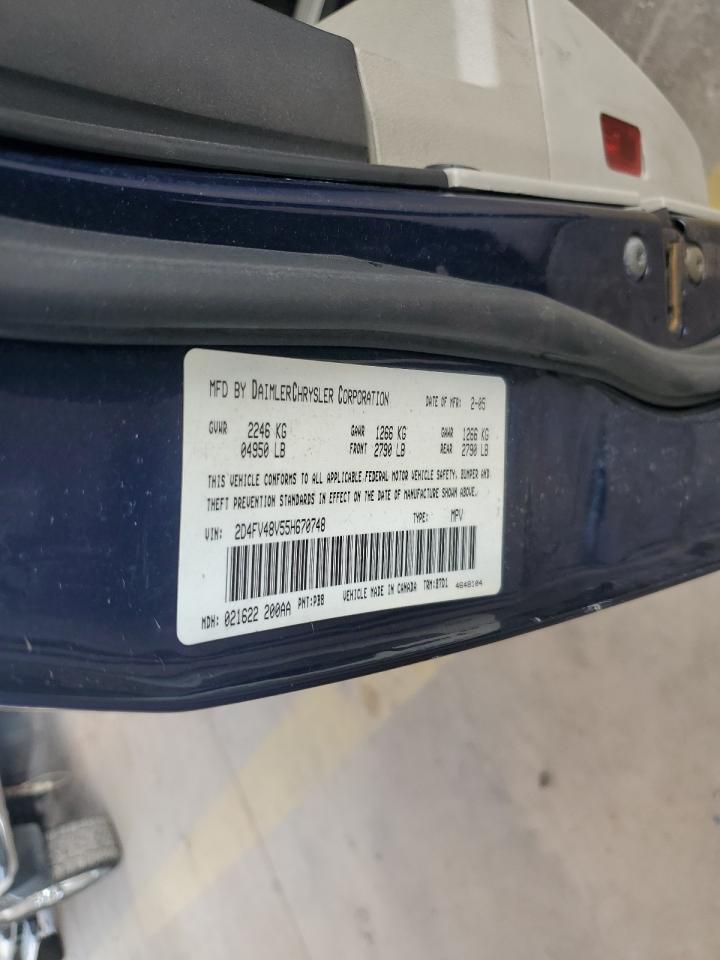 MFD BY DAIMLERCHRYSLER CORPORATION DATE OF MFR: 2-05
GVWR 2246 KG GAWR 1266 KG GAWR 1266 KG
04950 LB FRONT 2790 LB REAR 2790 LB
THIS VEHICLE CONFORMS TO ALL APPLICABLE FEDERAL MOTOR VEHICLE SAFETY, BUMPER AND
THEFT PREVENTION STANDARDS IN EFFECT ON THE DATE OF MANUFACTURE SHOWN ABOVE.
VIN: 2D4FV48V55H670748 TYPE: MPV
MDH: 021622 200AA PNT:PBB VEHICLE MADE IN CANADA TRM:B7D1 4648104